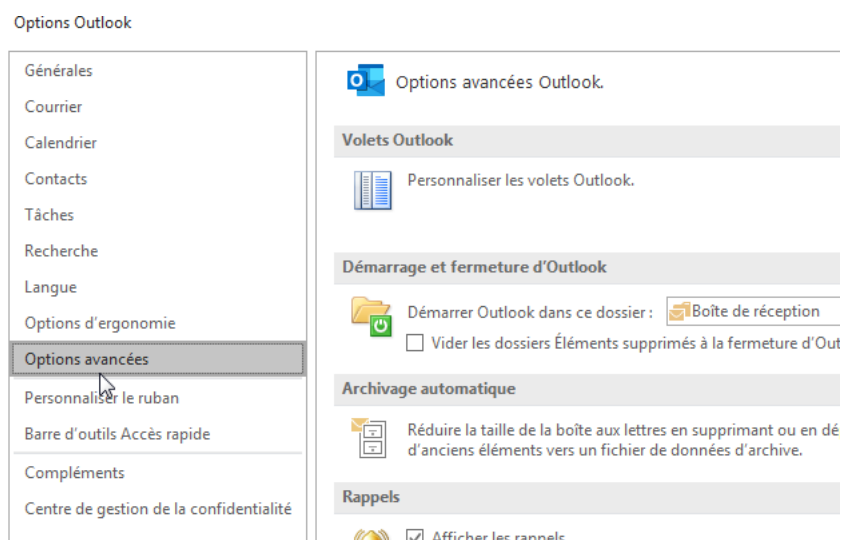 Options Outlook
Générales
Courrier
Calendrier
Contacts
Tâches
Recherche
Langue
Options d'ergonomie
Options avancées
Personnaliser le ruban
Barre d'outils Accès rapide
Compléments
Centre de gestion de la confidentialité
Options avancées Outlook.
Volets Outlook
Personnaliser les volets Outlook.
Démarrage et fermeture d'Outlook
Démarrer Outlook dans ce dossier :
Boîte de réception
Vider les dossiers Éléments supprimés à la fermeture d'Out
Archivage automatique
Réduire la taille de la boîte aux lettres en supprimant ou en dé
d'anciens éléments vers un fichier de données d'archive.
Rappels
Afficher les rappels